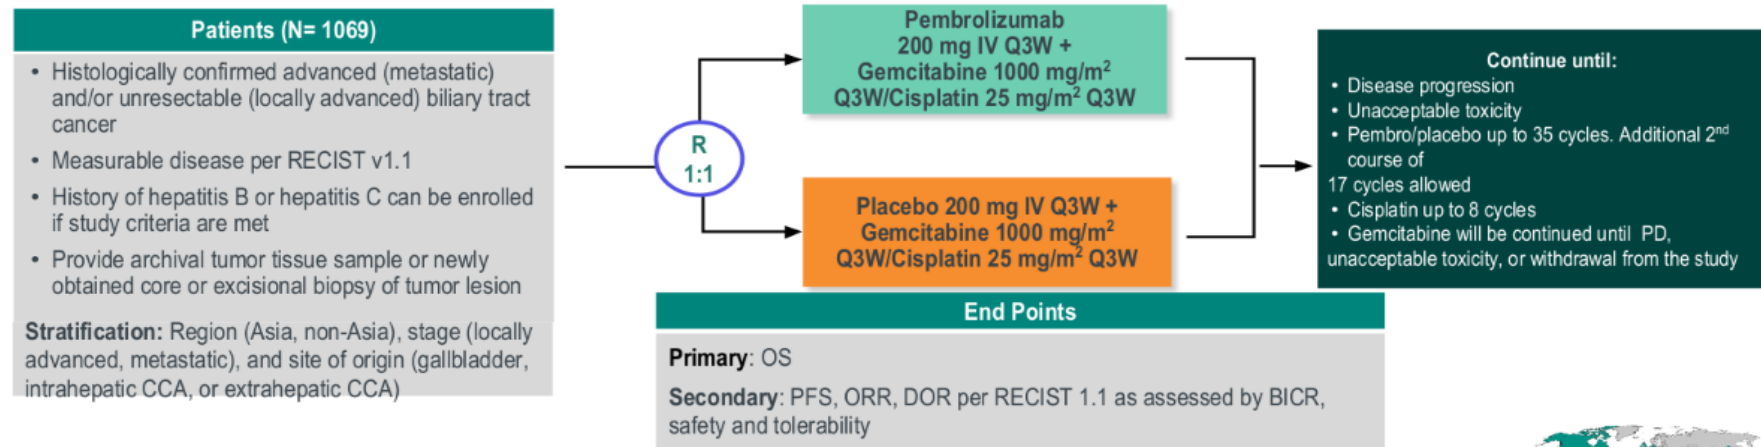 Patients (N= 1069)
• Histologically confirmed advanced (metastatic)
and/or unresectable (locally advanced) biliary tract
cancer
• Measurable disease per RECIST v1.1
• History of hepatitis B or hepatitis C can be enrolled
if study criteria are met
• Provide archival tumor tissue sample or newly
obtained core or excisional biopsy of tumor lesion
Stratification: Region (Asia, non-Asia), stage (locally
advanced, metastatic), and site of origin (gallbladder,
intrahepatic CCA, or extrahepatic CCA)
R
1:1
Pembrolizumab
200 mg IV Q3W +
Gemcitabine 1000 mg/m²
Q3W/Cisplatin 25 mg/m² Q3W
Placebo 200 mg IV Q3W +
Gemcitabine 1000 mg/m²
Q3W/Cisplatin 25 mg/m² Q3W
Continue until:
• Disease progression
• Unacceptable toxicity
• Pembro/placebo up to 35 cycles. Additional 2nd
course of
17 cycles allowed
• Cisplatin up to 8 cycles
• Gemcitabine will be continued until PD,
unacceptable toxicity, or withdrawal from the study
End Points
Primary: OS
Secondary: PFS, ORR, DOR per RECIST 1.1 as assessed by BICR,
safety and tolerability